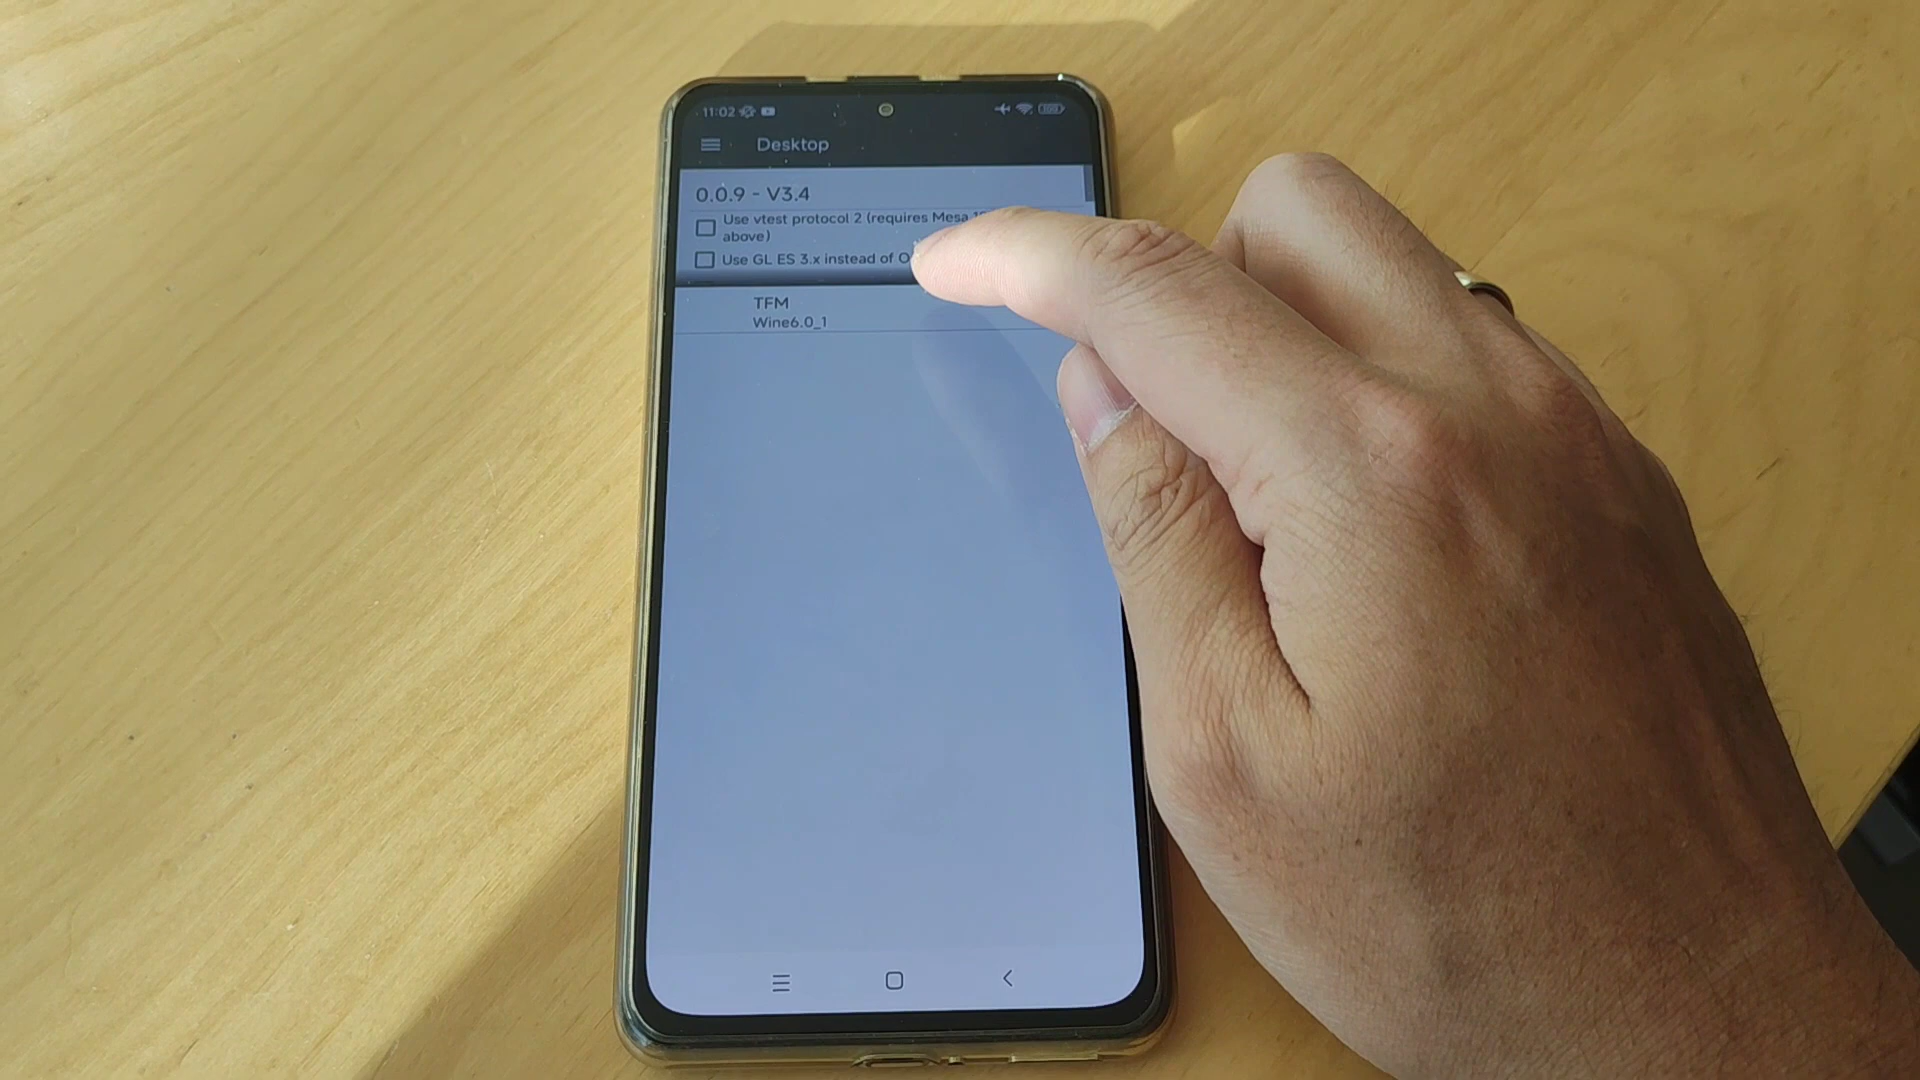 11:02
Desktop
0.0.9 - V3.4
Use vtest protocol 2 (requires Mesa
above)
Use GL ES 3.x instead of
TFM
Wine6.0_1